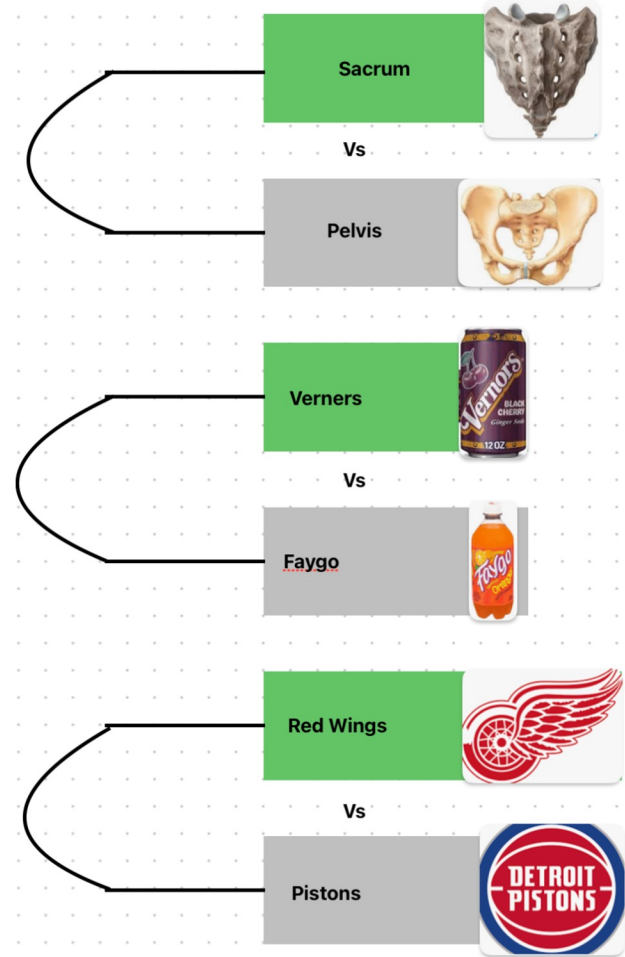 Sacrum
Vs
Pelvis
Verners
Vernors
BLACK
CHERRY
Ginger Soda
12 OZ
Vs
Faygo
Faygo
Orange
Red Wings
Vs
Pistons
DETROIT
PISTONS